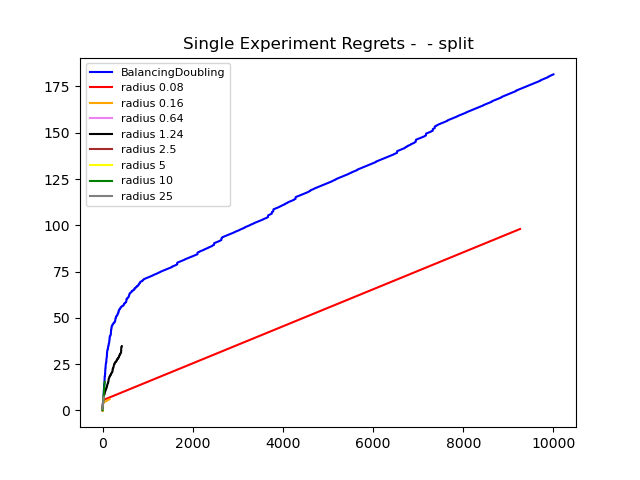 Single Experiment Regrets -  - split
BalancingDoubling
radius 0.08
radius 0.16
radius 0.64
radius 1.24
radius 2.5
radius 5
radius 10
radius 25
175
150
125
100
75
50
25
0
0 2000 4000 6000 8000 10000